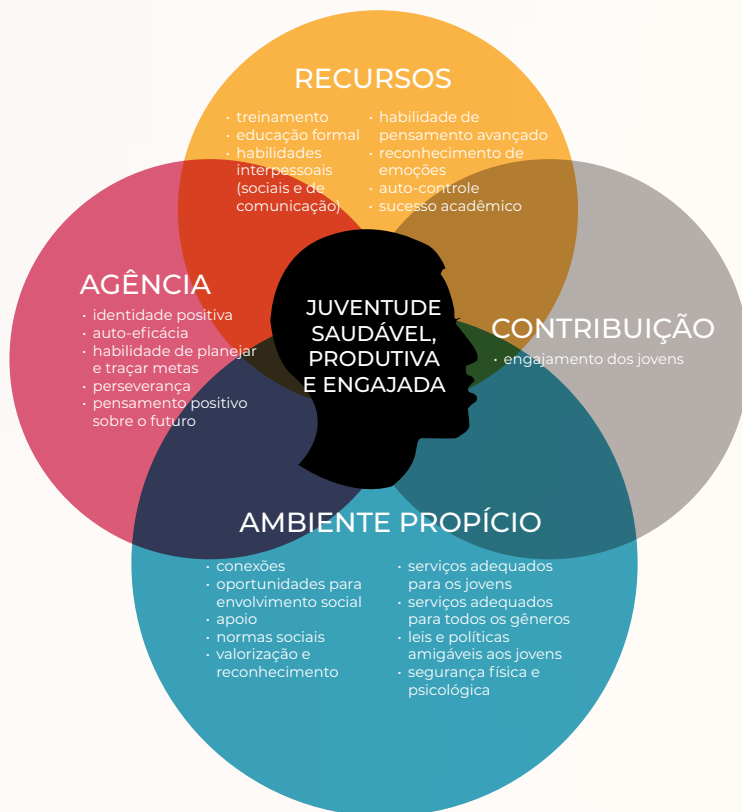 RECURSOS
· treinamento
· educação formal
· habilidades
interpessoais
(sociais e de
comunicação)
· habilidade de
pensamento avançado
· reconhecimento de
emoções
· auto-controle
· sucesso acadêmico
AGÊNCIA
· identidade positiva
· auto-eficácia
· habilidade de planejar
e traçar metas
· perseverança
· pensamento positivo
sobre o futuro
JUVENTUDE
SAUDÁVEL,
PRODUTIVA
E ENGAJADA
CONTRIBUIÇÃO
· engajamento dos jovens
AMBIENTE PROPÍCIO
· conexões
· oportunidades para
envolvimento social
· apoio
· normas sociais
· valorização e
reconhecimento
· serviços adequados
para os jovens
· serviços adequados
para todos os gêneros
· leis e políticas
amigáveis aos jovens
· segurança física e
psicológica